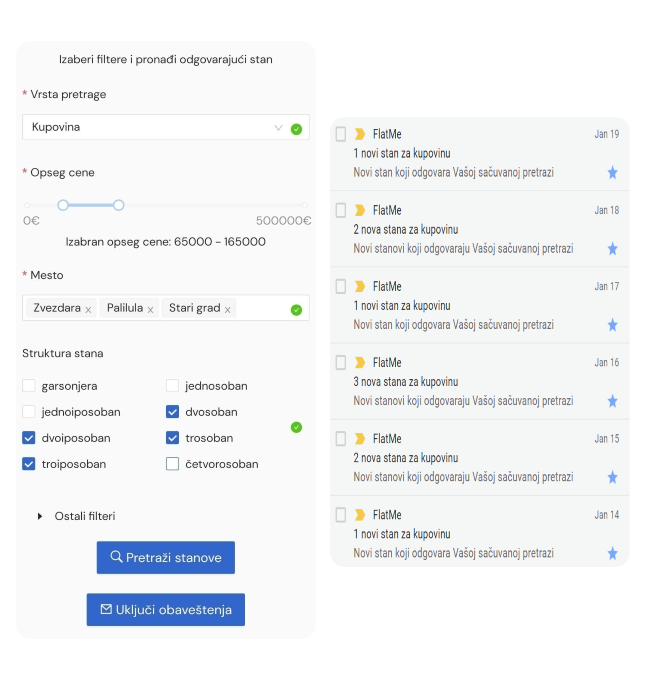 Izaberi filtere i pronađi odgovarajući stan
* Vrsta pretrage
Kupovina
* Opseg cene
0€ 500000€
Izabran opseg cene: 65000 - 165000
* Mesto
Zvezdara x Palilula x Stari grad x
Struktura stana
garsonjera jednosoban
jednoiposoban dvosoban
dvoiposoban trosoban
troiposoban četvorosoban
Ostali filteri
Pretraži stanove
Uključi obaveštenja
FlatMe Jan 19
1 novi stan za kupovinu
Novi stan koji odgovara Vašoj sačuvanoj pretrazi
FlatMe Jan 18
2 nova stana za kupovinu
Novi stanovi koji odgovaraju Vašoj sačuvanoj pretrazi
FlatMe Jan 17
1 novi stan za kupovinu
Novi stan koji odgovara Vašoj sačuvanoj pretrazi
FlatMe Jan 16
3 nova stana za kupovinu
Novi stanovi koji odgovaraju Vašoj sačuvanoj pretrazi
FlatMe Jan 15
2 nova stana za kupovinu
Novi stanovi koji odgovaraju Vašoj sačuvanoj pretrazi
FlatMe Jan 14
1 novi stan za kupovinu
Novi stan koji odgovara Vašoj sačuvanoj pretrazi